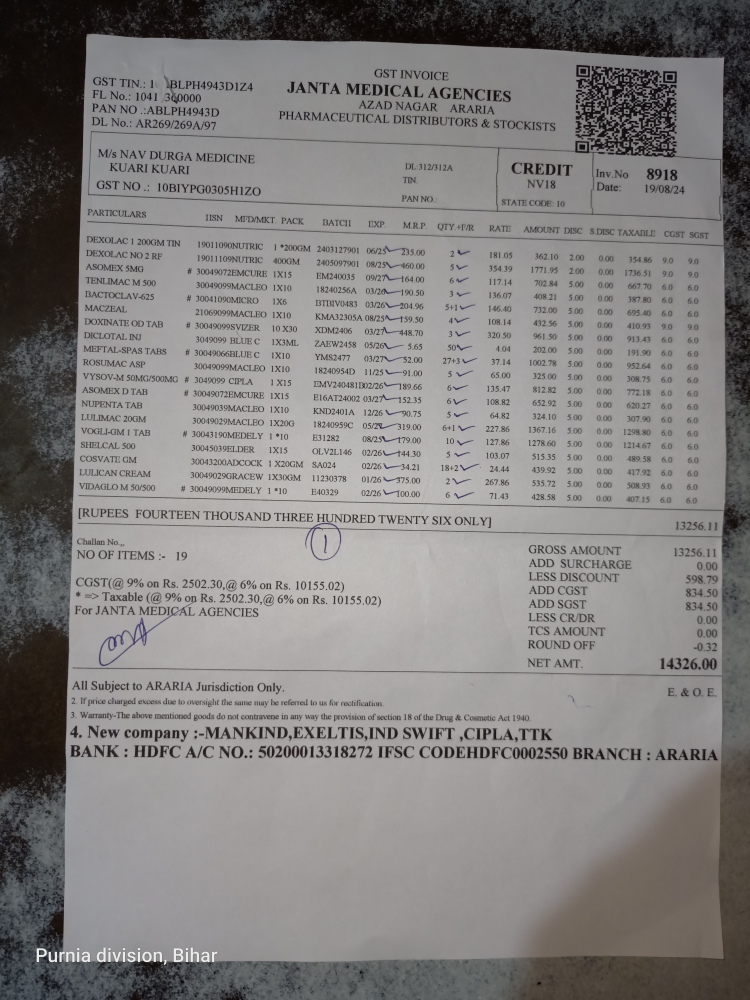 GST INVOICE
GST TIN.: 1 ABLPH4943D1Z4
FL No.: 1041 360000
PAN NO .:ABLPH4943D
DL No.: AR269/269A/97
JANTA MEDICAL AGENCIES
AZAD NAGAR ARARIA
PHARMACEUTICAL DISTRIBUTORS & STOCKISTS
M/s NAV DURGA MEDICINE
KUARI KUARI
GST NO .: 10BIYPG0305H1ZO
DL:312/312A
TIN.
PAN NO.:
CREDIT
NV18
STATE CODE: 10
Inv.No 8918
Date: 19/08/24
PARTICULARS HSN MFD/MKT. PACK BATCH EXP. M.R.P. QTY.+F/R RATE AMOUNT DISC S.DISC TAXABLE CGST SGST
DEXOLAC 1 200GM TIN 19011090NUTRIC 1 *200GM 2403127901 06/25 235.00 2 181.05 362.10 2.00 0.00 354.86 9.0 9.0
DEXOLAC NO 2 RF 19011090NUTRIC 400GM 2405097901 08/25 460.00 5 354.39 1771.95 2.00 0.00 1736.51 9.0 9.0
ASOMEX 5MG # 30049072EMCURE 1X15 EM240035 09/27 164.00 6 117.14 702.84 5.00 0.00 667.70 6.0 6.0
TENLIMAC M 500 30049099MACLEO 1X10 18240256A 03/26 190.50 3 136.07 408.21 5.00 0.00 387.80 6.0 6.0
BACTOCLAV-625 # 30041090MICRO 1X6 BTBIV0483 03/26 204.96 5+1 146.40 732.00 5.00 0.00 695.40 6.0 6.0
MACZEAL 21069099MACLEO 1X10 KMA32305A 08/25 159.50 4 108.14 432.56 5.00 0.00 410.93 9.0 9.0
DOXINATE OD TAB # 30049099SVIZER 10 X30 XDM2406 03/27 448.70 3 320.50 961.50 5.00 0.00 913.43 6.0 6.0
DICLOTAL INJ 3049099 BLUE C 1X3ML ZAEW2458 05/26 5.65 50 4.04 202.00 5.00 0.00 191.90 6.0 6.0
MEFTAL-SPAS TABS # 30049066BLUE C 1X10 YMS2477 03/27 52.00 27+3 37.14 1002.78 5.00 0.00 952.64 6.0 6.0
ROSUMAC ASP 30049099MACLEO 1X10 18240954D 11/25 91.00 5 65.00 325.00 5.00 0.00 308.75 6.0 6.0
VYSOV-M 50MG/500MG # 3049099 CIPLA 1 X15 EMV240481D02/26 189.66 6 135.47 812.82 5.00 0.00 772.18 6.0 6.0
ASOMEX D TAB # 30049072EMCURE 1X15 E16AT24002 03/27 152.35 6 108.82 652.92 5.00 0.00 620.27 6.0 6.0
NUPENTA TAB 30049039MACLEO 1X10 KND2401A 12/26 90.75 5 64.82 324.10 5.00 0.00 307.90 6.0 6.0
LULIMAC 20GM 30049029MACLEO 1X20G 18240959C 319.00 6+1 227.86 1367.16 5.00 0.00 1298.80 6.0 6.0
VOGLI-GM 1 TAB # 30043190MEDELY 1 *10 E31282 08/25 179.00 10 127.86 1278.60 5.00 0.00 1214.67 6.0 6.0
SHELCAL 500 30045039ELDER 1X15 OLV2L146 02/26 144.30 5 103.07 515.35 5.00 0.00 489.58 6.0 6.0
COSVATE GM 30043200ADCOCK 1X20GM SA024 02/26 34.21 18+2 24.44 439.92 5.00 0.00 417.92 6.0 6.0
LULICAN CREAM 30049029GRACEW 1X30GM 11230378 01/26 375.00 2 267.86 535.72 5.00 0.00 508.93 6.0 6.0
VIDAGLO M 50/500 # 30049099MEDELY 1 *10 E40329 02/26 100.00 6 71.43 428.58 5.00 0.00 407.15 6.0 6.0
[RUPEES FOURTEEN THOUSAND THREE HUNDRED TWENTY SIX ONLY] 13256.11
1
Challan No.,,
NO OF ITEMS :- 19
CGST(@ 9% on Rs. 2502.30,@ 6% on Rs. 10155.02)
* => Taxable (@ 9% on Rs. 2502.30,@ 6% on Rs. 10155.02)
For JANTA MEDICAL AGENCIES
GROSS AMOUNT 13256.11
ADD SURCHARGE 0.00
LESS DISCOUNT 598.79
ADD CGST 834.50
ADD SGST 834.50
LESS CR/DR 0.00
TCS AMOUNT 0.00
ROUND OFF -0.32
NET AMT. 14326.00
All Subject to ARARIA Jurisdiction Only. E. & O. E.
2. If price charged excess due to oversight the same may be referred to us for rectification.
3. Warranty-The above mentioned goods do not contravene in any way the provision of section 18 of the Drug & Cosmetic Act 1940.
4. New company :-MANKIND,EXELTIS,IND SWIFT ,CIPLA,TTK
BANK : HDFC A/C NO.: 50200013318272 IFSC CODEHDFC0002550 BRANCH : ARARIA
Purnia division, Bihar